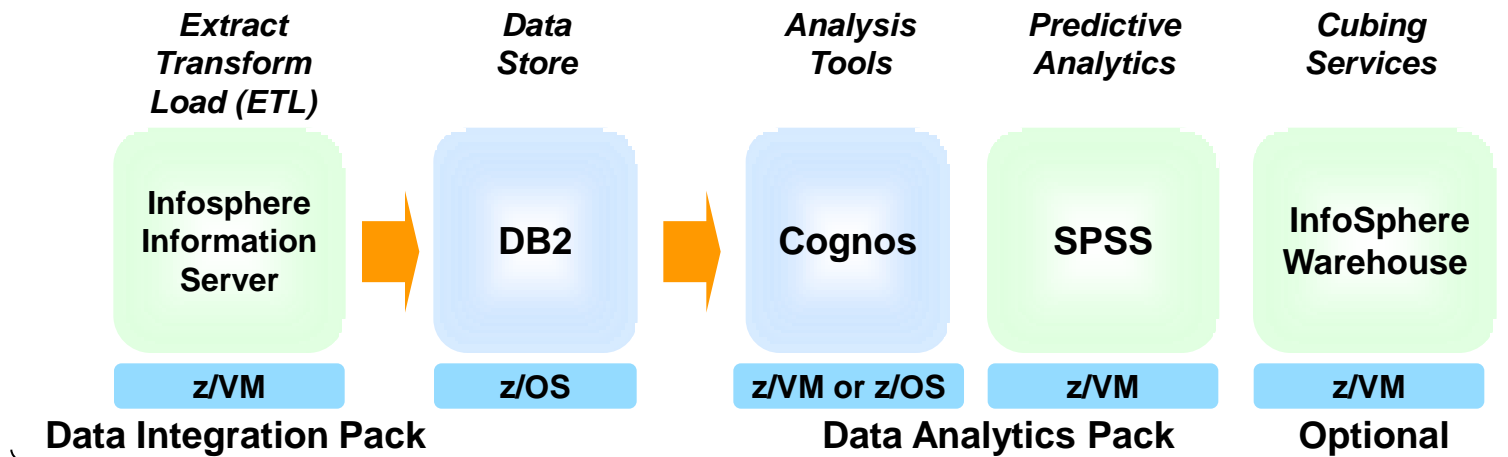 Extract
Transform
Load (ETL)
Data
Store
Analysis
Tools
Predictive
Analytics
Cubing
Services
Infosphere
Information
Server
DB2
Cognos
SPSS
InfoSphere
Warehouse
z/VM
z/OS
z/VM or z/OS
z/VM
z/VM
Data Integration Pack
Data Analytics Pack
Optional